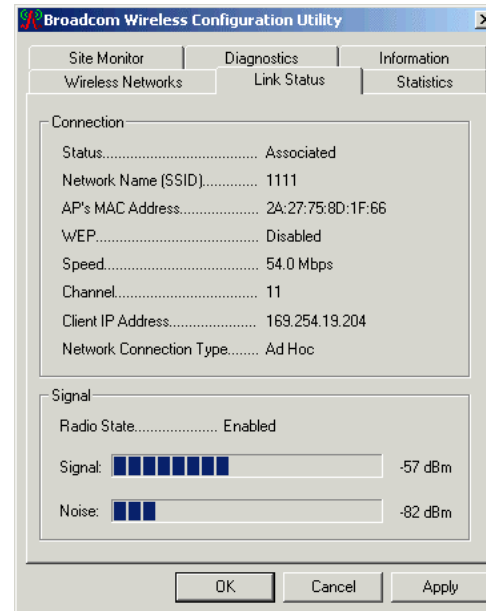 Broadcom Wireless Configuration Utility
Site Monitor Diagnostics Information
Wireless Networks Link Status Statistics
Connection
Status.................................... Associated
Network Name (SSID)............. 1111
AP's MAC Address.................. 2A:27:75:8D:1F:66
WEP........................................ Disabled
Speed..................................... 54.0 Mbps
Channel.................................. 11
Client IP Address...................... 169.254.19.204
Network Connection Type........ Ad Hoc
Signal
Radio State.................... Enabled
Signal: -57 dBm
Noise: -82 dBm
OK Cancel Apply